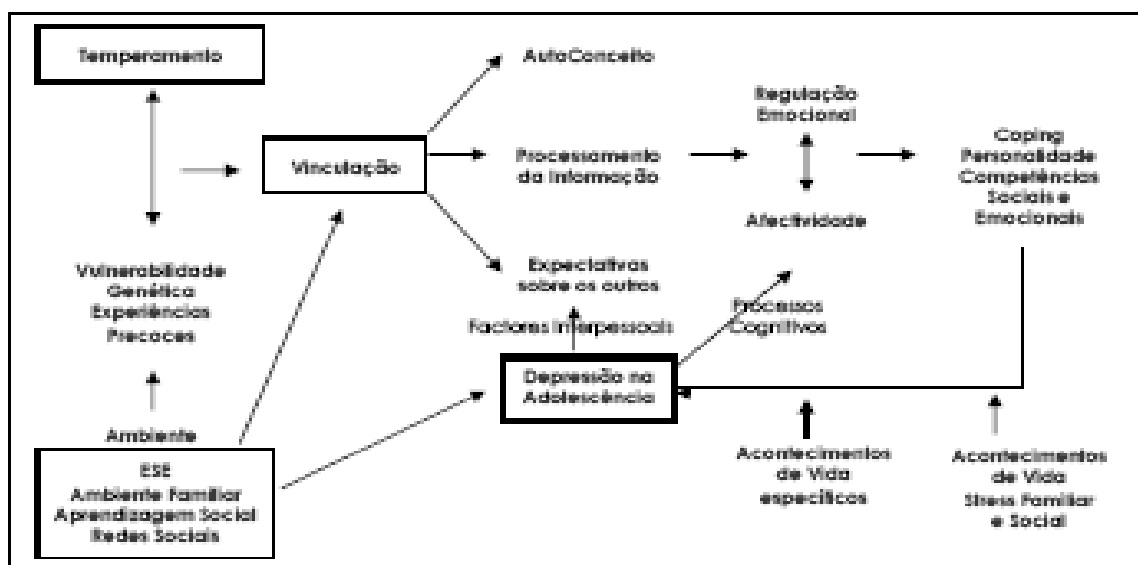 Temperamento
AutoConceito
Regulação
Emocional
Vinculação
Processamento
da Informação
Coping
Personalidade
Competências
Sociais e
Emocionais
Afectividade
Vulnerabilidade
Genética
Experiências
Precoces
Expectativas
sobre os outros
Factores Interpessoais
Processos
Cognitivos
Depressão na
Adolescência
Ambiente
ESE
Ambiente Familiar
Aprendizagem Social
Redes Sociais
Acontecimentos
de Vida
específicos
Acontecimentos
de Vida
Stress Familiar
e Social